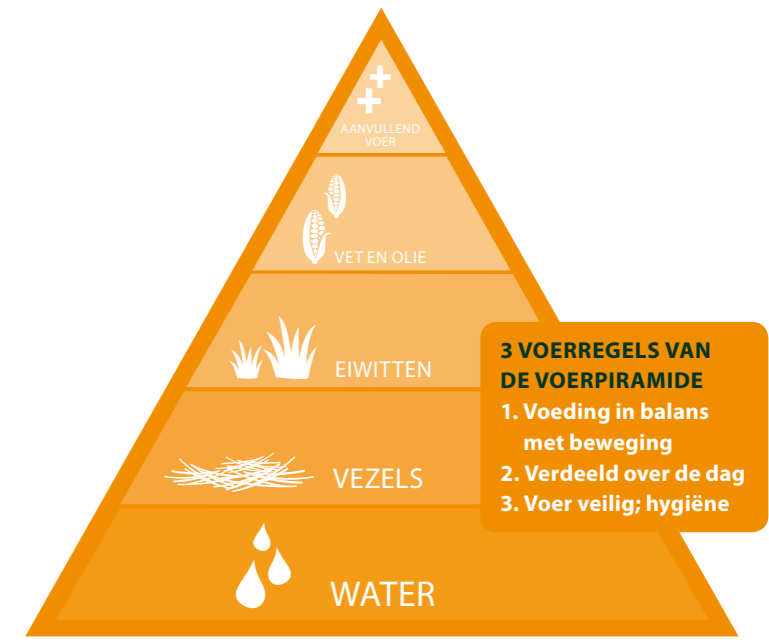 AANVULLEND
VOER
VET EN OLIE
EIWITTEN
VEZELS
WATER
3 VOERREGELS VAN
DE VOERPIRAMIDE
1. Voeding in balans
met beweging
2. Verdeeld over de dag
3. Voer veilig; hygiëne